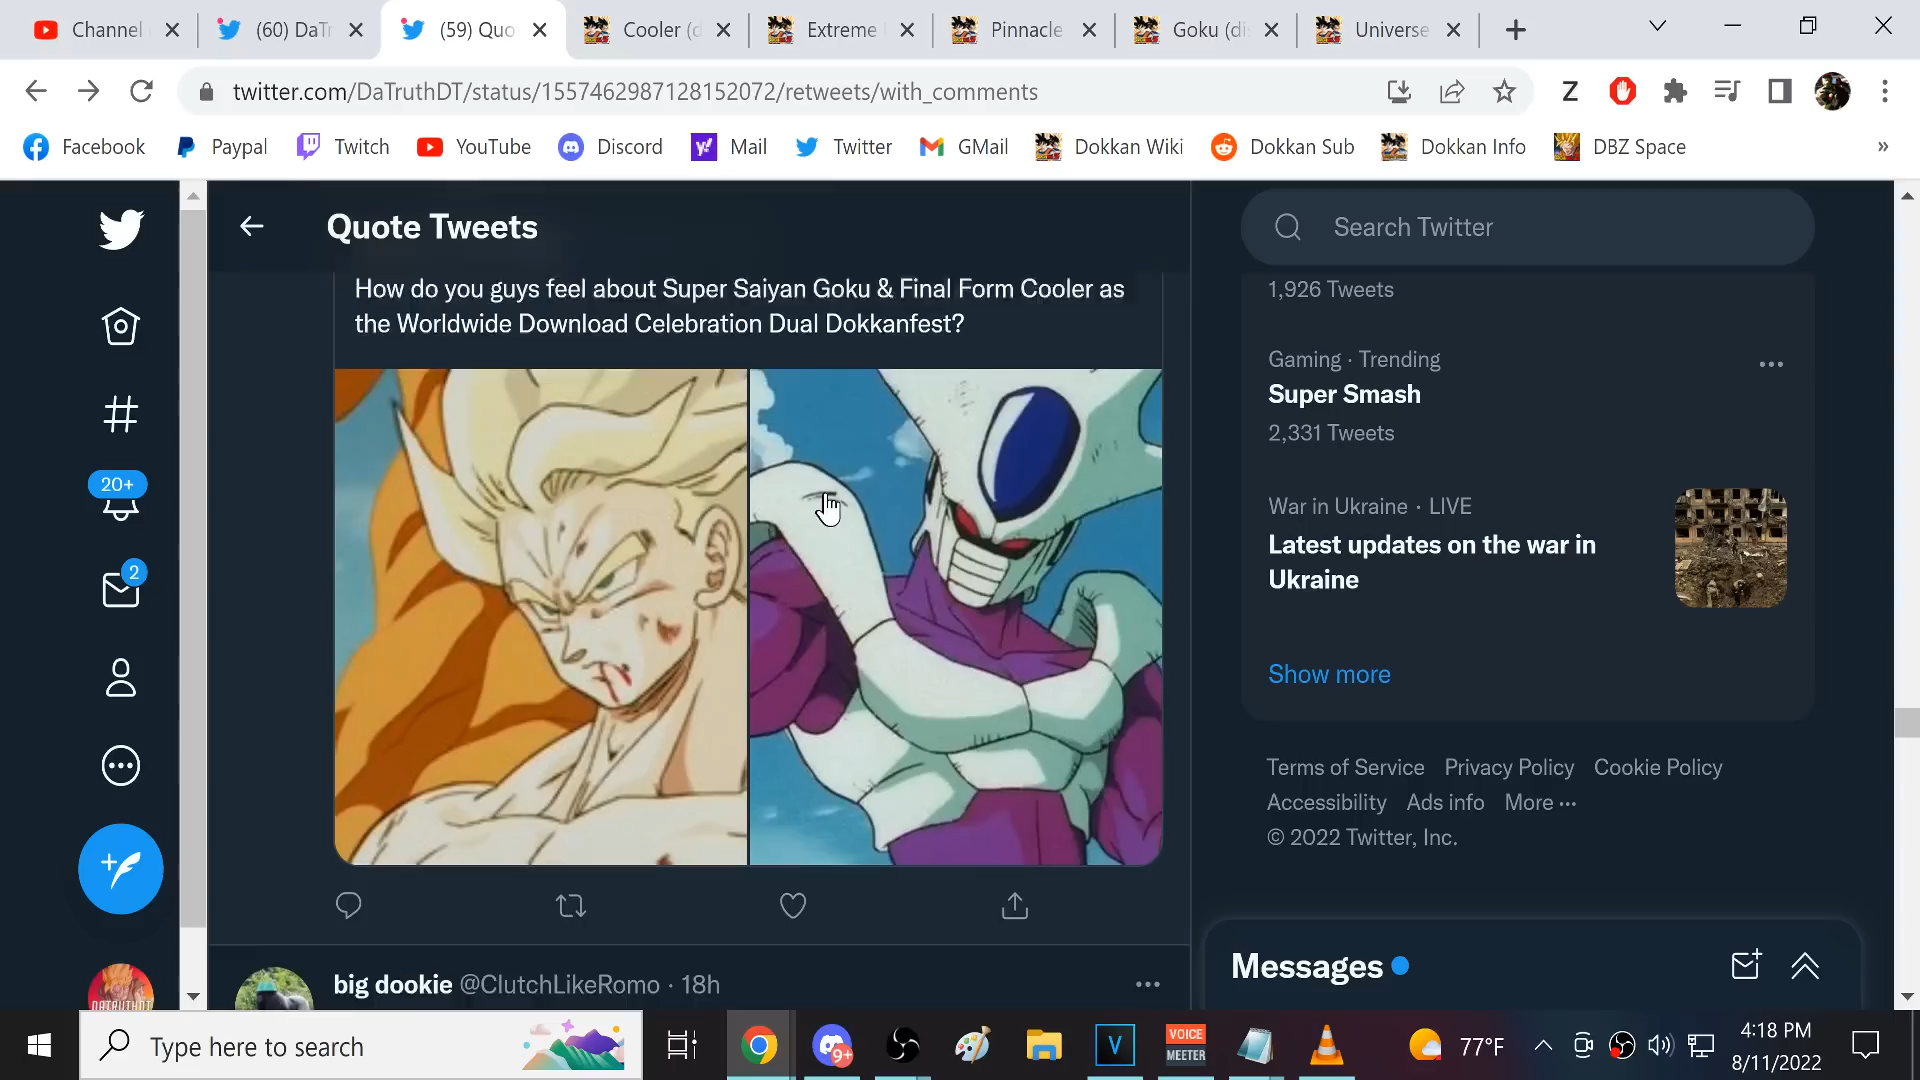 Channel
(60) DaTr
(59) Quo
Cooler (d
Extreme
Pinnacle
Goku (di
Universe
twitter.com/DaTruthDT/status/1557462987128152072/retweets/with_comments
Z
Facebook
Paypal
Twitch
YouTube
Discord
Mail
Twitter
GMail
Dokkan Wiki
Dokkan Sub
Dokkan Info
DBZ Space
»
Quote Tweets
Search Twitter
How do you guys feel about Super Saiyan Goku & Final Form Cooler as
the Worldwide Download Celebration Dual Dokkanfest?
1,926 Tweets
Gaming · Trending
Super Smash
2,331 Tweets
War in Ukraine · LIVE
Latest updates on the war in
Ukraine
Show more
Terms of Service Privacy Policy Cookie Policy
Accessibility Ads info More
© 2022 Twitter, Inc.
20+
2
DATRUTHDT
big dookie @ClutchLikeRomo · 18h
Messages
Type here to search
9+
V
VOICE
MEETER
77°F
4:18 PM
8/11/2022